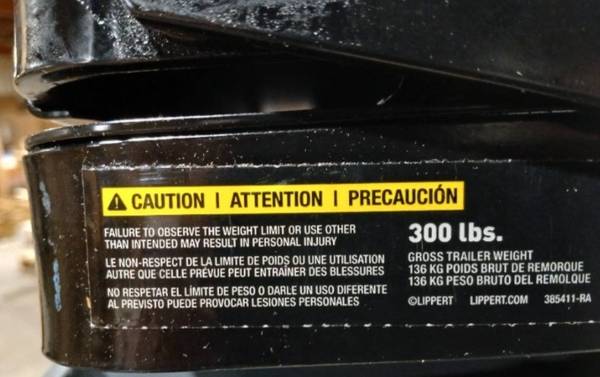 CAUTION | ATTENTION | PRECAUCIÓN
FAILURE TO OBSERVE THE WEIGHT LIMIT OR USE OTHER
THAN INTENDED MAY RESULT IN PERSONAL INJURY
LE NON-RESPECT DE LA LIMITE DE POIDS OU UNE UTILISATION
AUTRE QUE CELLE PRÉVUE PEUT ENTRAÎNER DES BLESSURES
NO RESPETAR EL LÍMITE DE PESO O DARLE UN USO DIFERENTE
AL PREVISTO PUEDE PROVOCAR LESIONES PERSONALES
300 lbs.
GROSS TRAILER WEIGHT
136 KG POIDS BRUT DE REMORQUE
136 KG PESO BRUTO DEL REMOLQUE
©LIPPERT LIPPERT.COM 385411-RA